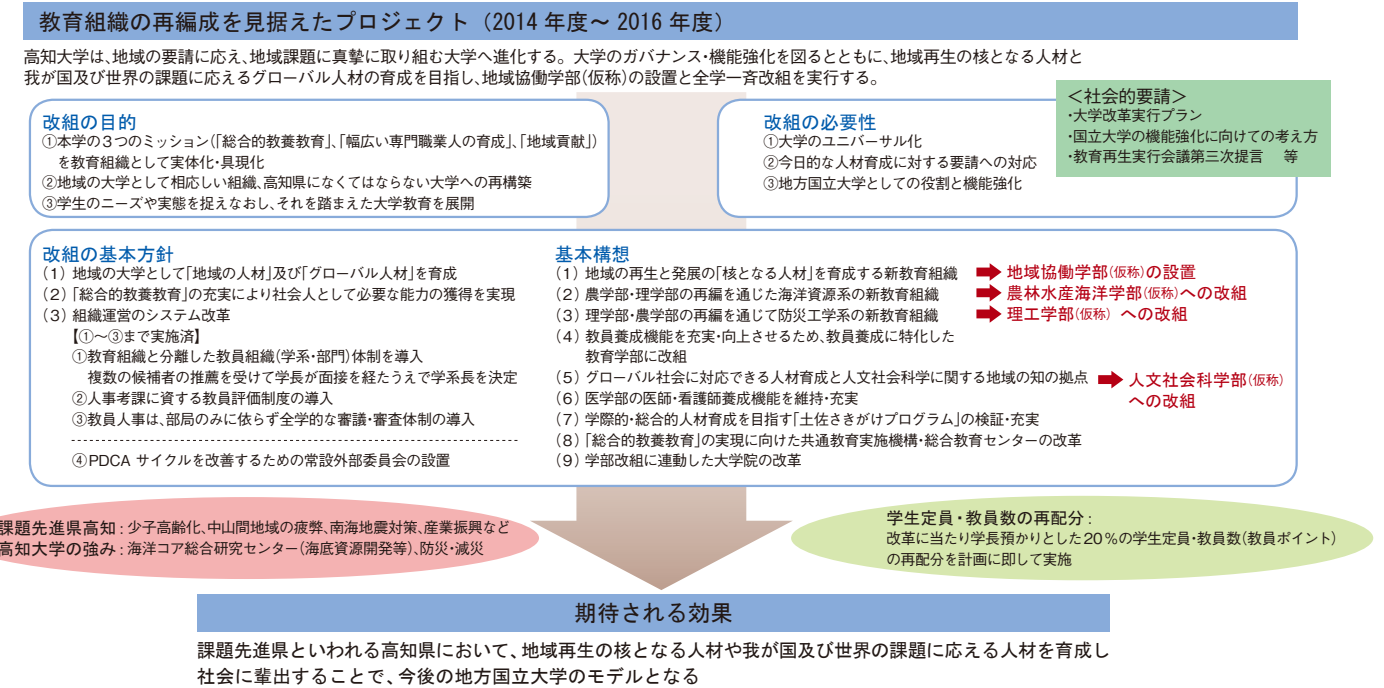 教育組織の再編成を見据えたプロジェクト（2014 年度～ 2016 年度）
高知大学は、地域の要請に応え、地域課題に真摯に取り組む大学へ進化する。大学のガバナンス・機能強化を図るとともに、地域再生の核となる人材と
我が国及び世界の課題に応えるグローバル人材の育成を目指し、地域協働学部（仮称）の設置と全学一斉改組を実行する。
改組の目的
①本学の３つのミッション（「総合的教養教育」、「幅広い専門職業人の育成」、「地域貢献」）
を教育組織として実体化・具現化
②地域の大学として相応しい組織、高知県になくてはならない大学への再構築
③学生のニーズや実態を捉えなおし、それを踏まえた大学教育を展開
改組の必要性
①大学のユニバーサル化
②今日的な人材育成に対する要請への対応
③地方国立大学としての役割と機能強化
＜社会的要請＞
・大学改革実行プラン
・国立大学の機能強化に向けての考え方
・教育再生実行会議第三次提言　等
改組の基本方針
（1）地域の大学として「地域の人材」及び「グローバル人材」を育成
（2）「総合的教養教育」の充実により社会人として必要な能力の獲得を実現
（3）組織運営のシステム改革
【①～③まで実施済】
①教育組織と分離した教員組織（学系・部門）体制を導入
複数の候補者の推薦を受けて学長が面接を経たうえで学系長を決定
②人事考課に資する教員評価制度の導入
③教員人事は、部局のみに依らず全学的な審議・審査体制の導入
④PDCA サイクルを改善するための常設外部委員会の設置
基本構想
（1）地域の再生と発展の「核となる人材」を育成する新教育組織 ➡ 地域協働学部（仮称）の設置
（2）農学部・理学部の再編を通じた海洋資源系の新教育組織 ➡ 農林水産海洋学部（仮称）への改組
（3）理学部・農学部の再編を通じて防災工学系の新教育組織 ➡ 理工学部（仮称）への改組
（4）教員養成機能を充実・向上させるため、教員養成に特化した
教育学部に改組
（5）グローバル社会に対応できる人材育成と人文社会科学に関する地域の知の拠点 ➡ 人文社会科学部（仮称）
への改組
（6）医学部の医師・看護師養成機能を維持・充実
（7）学際的・総合的人材育成を目指す「土佐さきがけプログラム」の検証・充実
（8）「総合的教養教育」の実現に向けた共通教育実施機構・総合教育センターの改革
（9）学部改組に連動した大学院の改革
課題先進県高知：少子高齢化、中山間地域の疲弊、南海地震対策、産業振興など
高知大学の強み：海洋コア総合研究センター（海底資源開発等）、防災・減災
学生定員・教員数の再配分：
改革に当たり学長預かりとした20％の学生定員・教員数（教員ポイント）
の再配分を計画に即して実施
期待される効果
課題先進県といわれる高知県において、地域再生の核となる人材や我が国及び世界の課題に応える人材を育成し
社会に輩出することで、今後の地方国立大学のモデルとなる